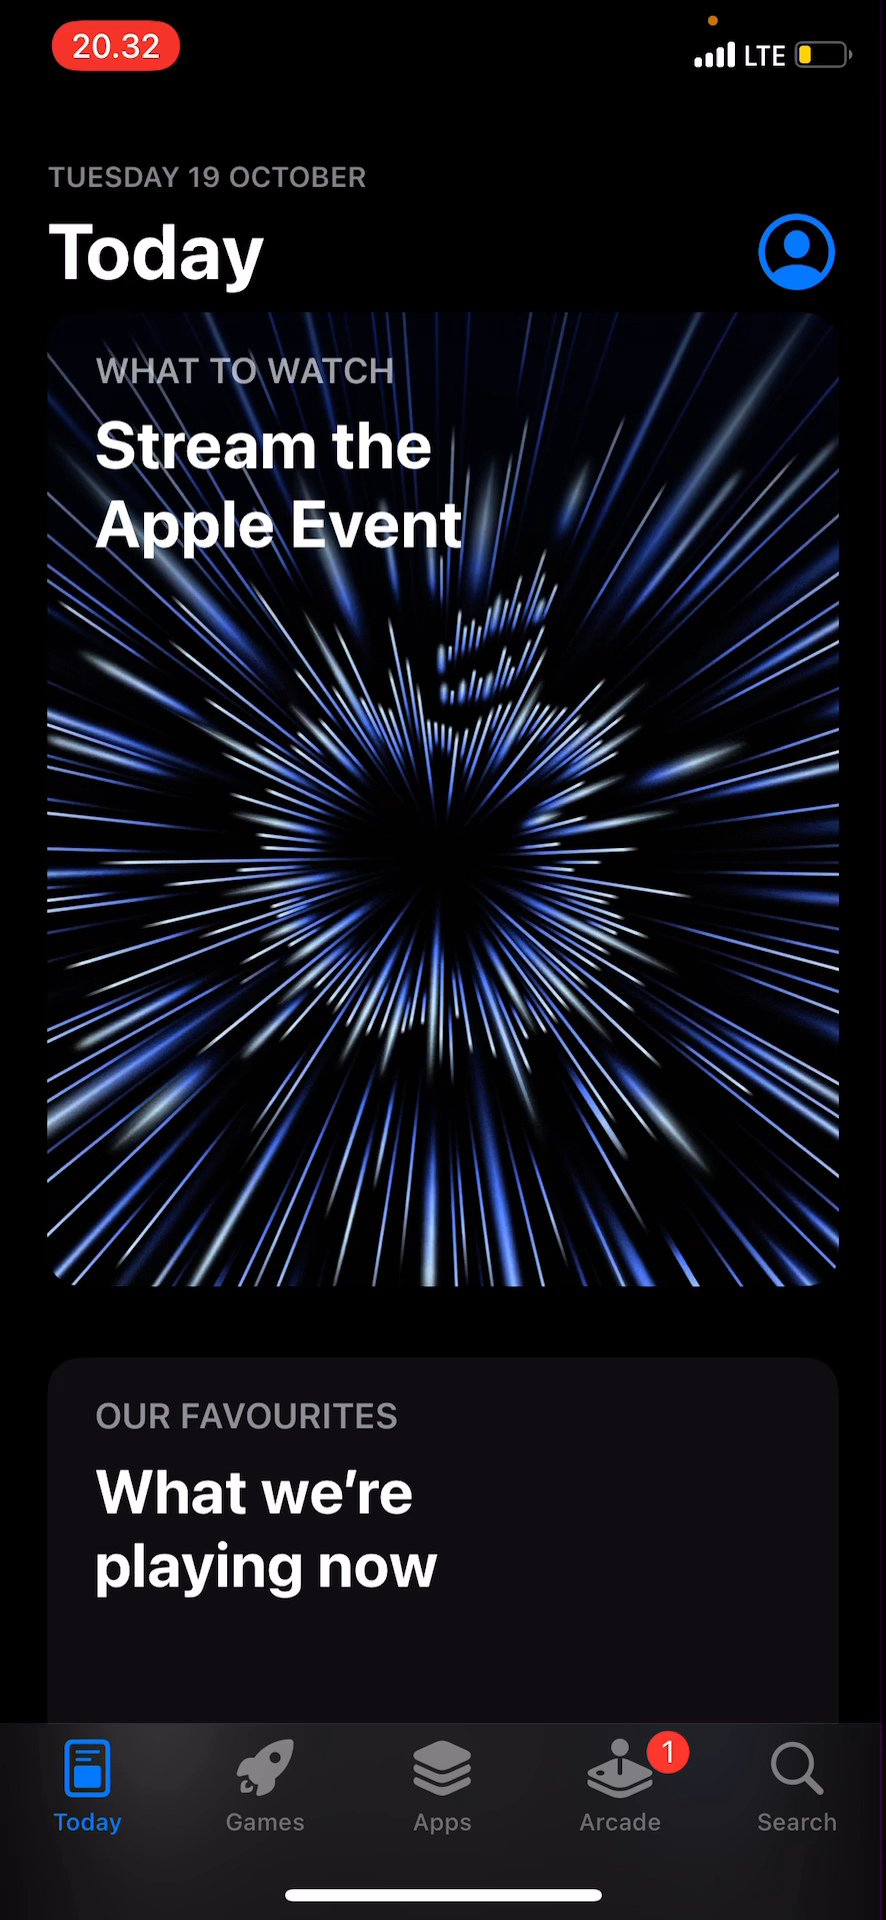 20.32
LTE
TUESDAY 19 OCTOBER
Today
WHAT TO WATCH
Stream the
Apple Event
OUR FAVOURITES
What we’re
playing now
1
Today Games Apps Arcade Search